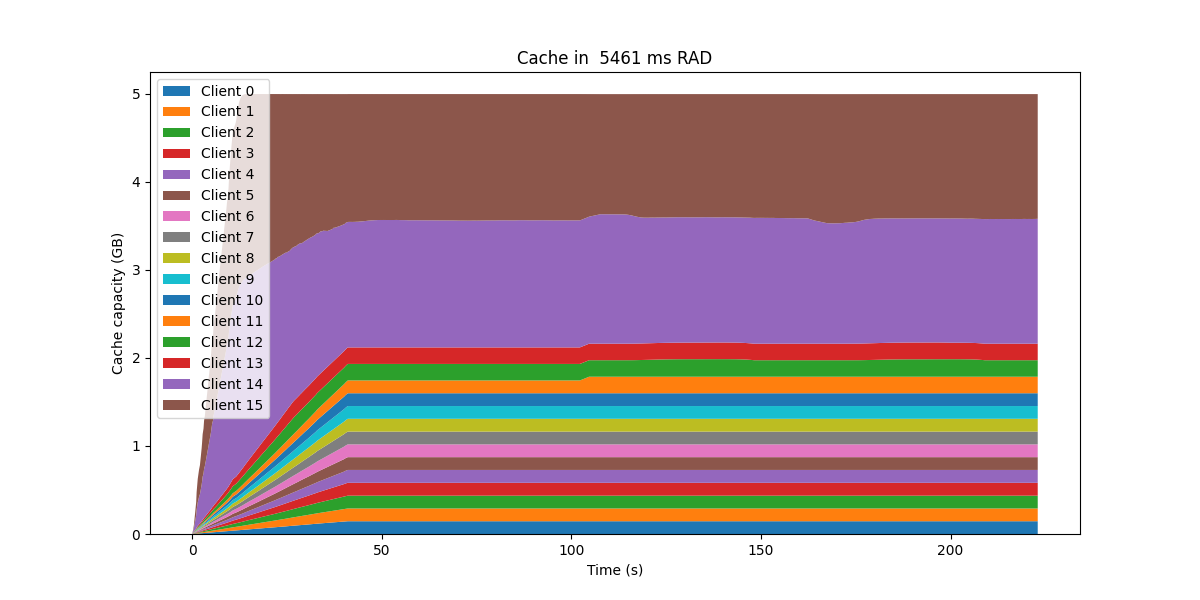 Cache in  5461 ms RAD
Cache capacity (GB)
5
4
3
2
1
0
Client 0
Client 1
Client 2
Client 3
Client 4
Client 5
Client 6
Client 7
Client 8
Client 9
Client 10
Client 11
Client 12
Client 13
Client 14
Client 15
0
50
100
150
200
Time (s)